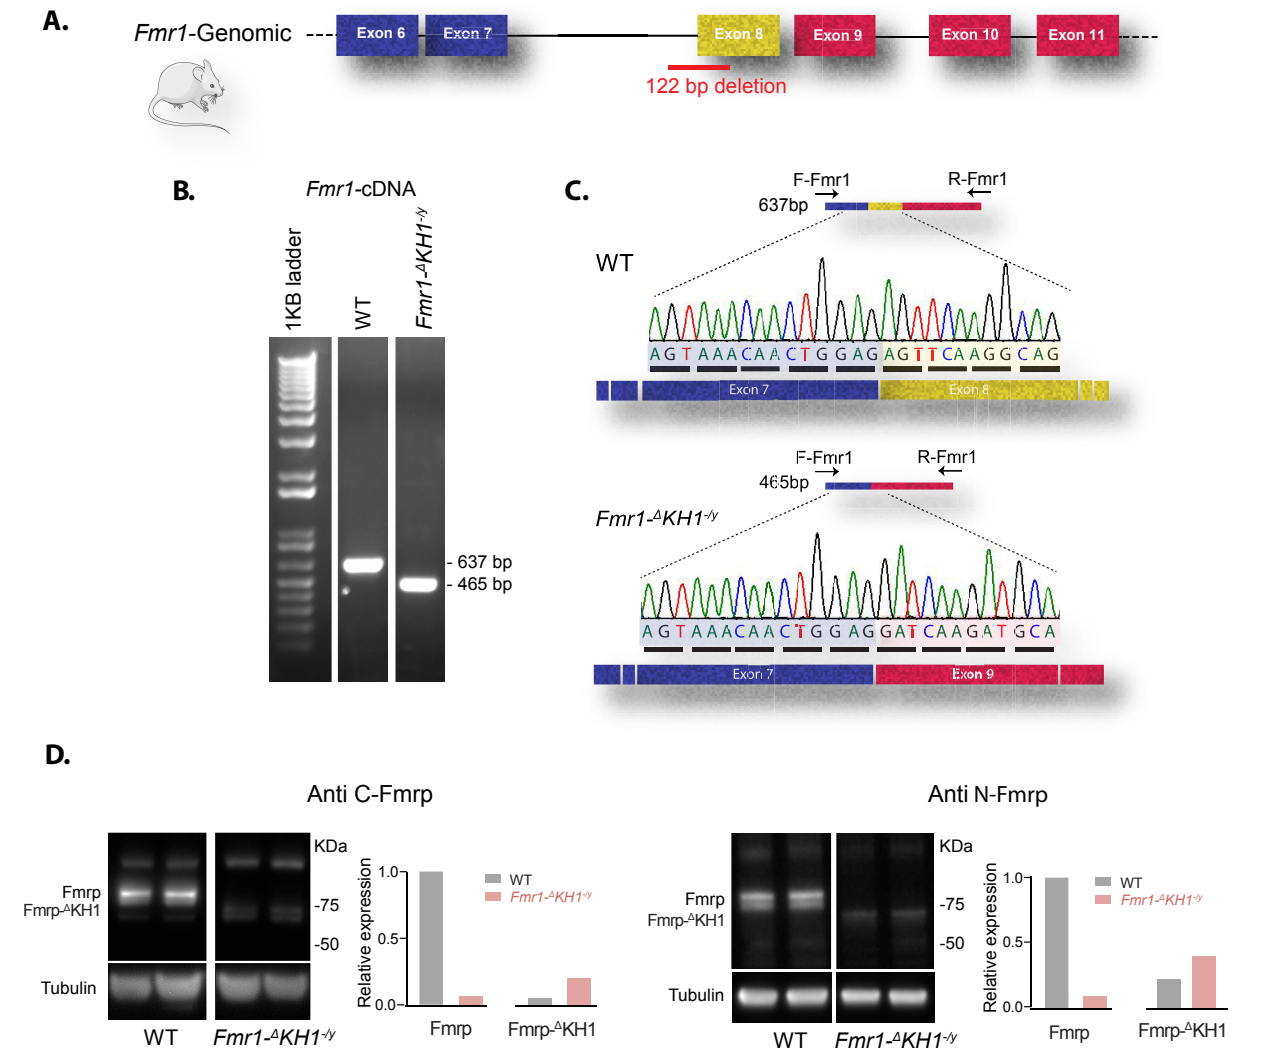 A.
Fmr1-Genomic
Exon 6 Exon 7 Exon 8 Exon 9 Exon 10 Exon 11
122 bp deletion
B.
Fmr1-cDNA
1KB ladder
WT
Fmr1-ΔKH1-/y
- 637 bp
- 465 bp
C.
F-Fmr1 R-Fmr1
637bp
WT
AGTAAACAACTGGAGAGTTCAAGGCAG
Exon 7 Exon 8
F-Fmr1 R-Fmr1
465bp
Fmr1-ΔKH1-/y
AGTAAACAACTGGAGGATCAAGATGCA
Exon 7 Exon 9
D.
Anti C-Fmrp
KDa
Fmrp
Fmrp-ΔKH1
-75
-50
Tubulin
WT Fmr1-ΔKH1-/y
Relative expression
1.0
0.5
0.0
WT
Fmr1-ΔKH1-/y
Fmrp Fmrp-ΔKH1
Anti N-Fmrp
KDa
Fmrp
Fmrp-ΔKH1
-75
-50
Tubulin
WT Fmr1-ΔKH1-/y
Relative expression
1.0
0.5
0.0
WT
Fmr1-ΔKH1-/y
Fmrp Fmrp-ΔKH1